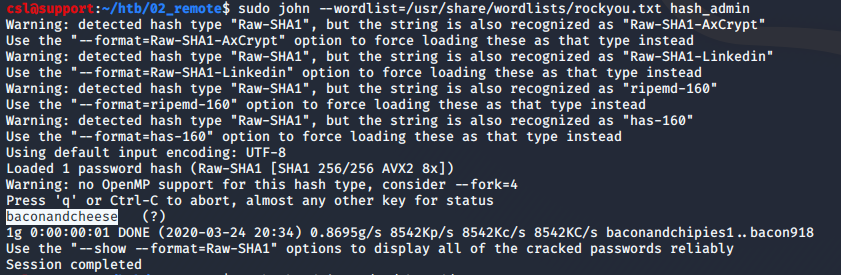 csl@support:~/htb/02_remote$ sudo john --wordlist=/usr/share/wordlists/rockyou.txt hash_admin
Warning: detected hash type "Raw-SHA1", but the string is also recognized as "Raw-SHA1-AxCrypt"
Use the "--format=Raw-SHA1-AxCrypt" option to force loading these as that type instead
Warning: detected hash type "Raw-SHA1", but the string is also recognized as "Raw-SHA1-Linkedin"
Use the "--format=Raw-SHA1-Linkedin" option to force loading these as that type instead
Warning: detected hash type "Raw-SHA1", but the string is also recognized as "ripemd-160"
Use the "--format=ripemd-160" option to force loading these as that type instead
Warning: detected hash type "Raw-SHA1", but the string is also recognized as "has-160"
Use the "--format=has-160" option to force loading these as that type instead
Using default input encoding: UTF-8
Loaded 1 password hash (Raw-SHA1 [SHA1 256/256 AVX2 8x])
Warning: no OpenMP support for this hash type, consider --fork=4
Press 'q' or Ctrl-C to abort, almost any other key for status
baconandcheese   (?)
1g 0:00:00:01 DONE (2020-03-24 20:34) 0.8695g/s 8542Kp/s 8542Kc/s 8542KC/s baconandchipies1..bacon918
Use the "--show --format=Raw-SHA1" options to display all of the cracked passwords reliably
Session completed